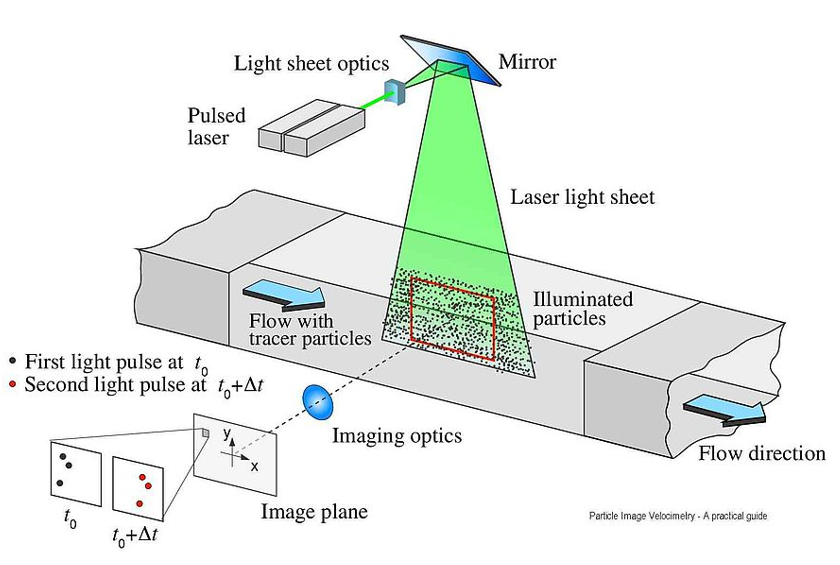 Light sheet optics
Mirror
Pulsed
laser
Laser light sheet
Illuminated
particles
Flow with
tracer particles
• First light pulse at t₀
• Second light pulse at t₀+Δt
Imaging optics
Flow direction
y
x
Image plane
t₀
t₀+Δt
Particle Image Velocimetry - A practical guide